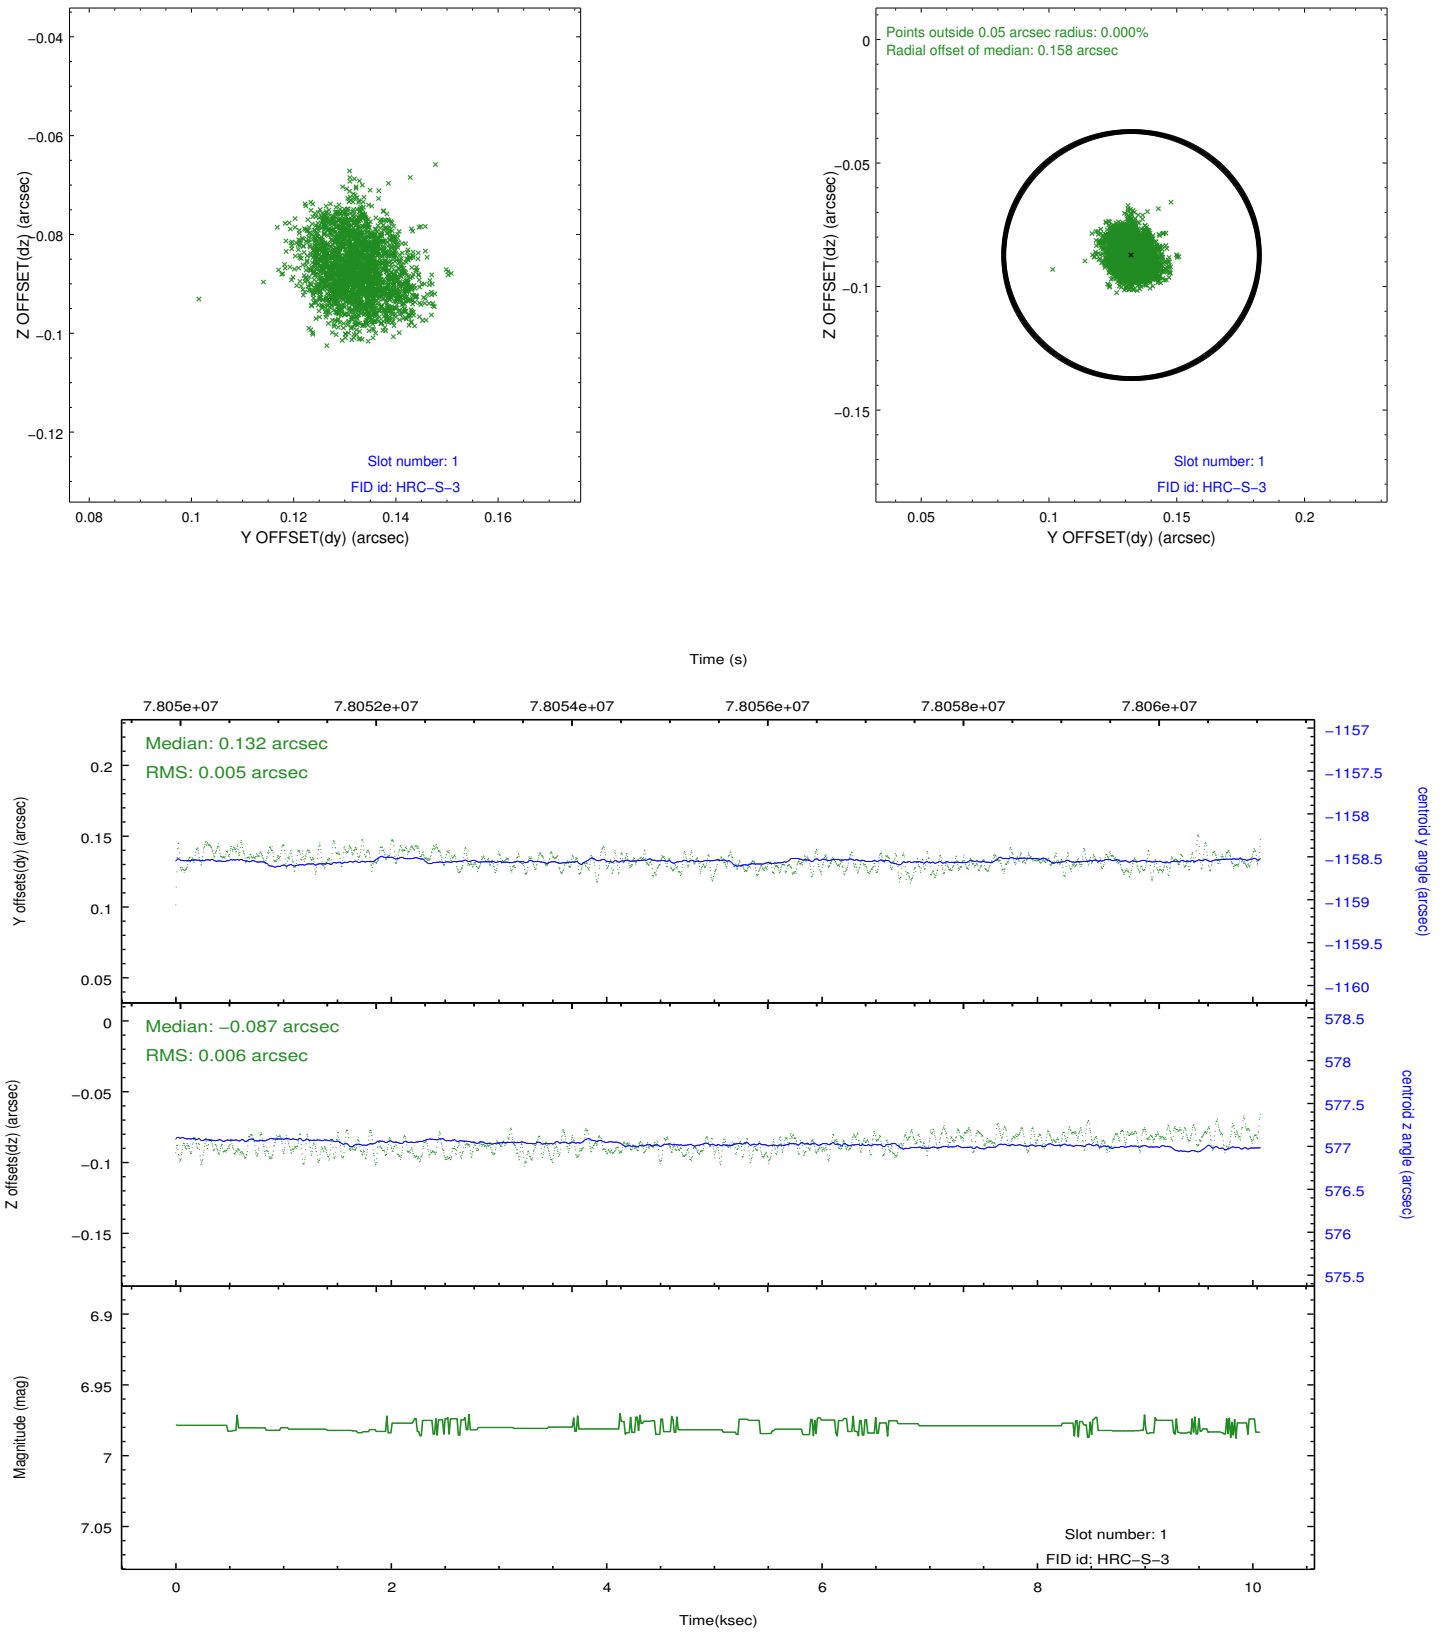 −0.04
−0.06
−0.08
−0.1
−0.12
Z OFFSET(dz) (arcsec)
Slot number: 1
FID id: HRC−S−3
0.08 0.1 0.12 0.14 0.16
Y OFFSET(dy) (arcsec)
Points outside 0.05 arcsec radius: 0.000%
Radial offset of median: 0.158 arcsec
0
−0.05
−0.1
−0.15
Z OFFSET(dz) (arcsec)
Slot number: 1
FID id: HRC−S−3
0.05 0.1 0.15 0.2
Y OFFSET(dy) (arcsec)
Time (s)
7.805e+07 7.8052e+07 7.8054e+07 7.8056e+07 7.8058e+07 7.806e+07
Median: 0.132 arcsec
RMS: 0.005 arcsec
0.2
0.15
0.1
0.05
Y offsets(dy) (arcsec)
−1157
−1157.5
−1158
−1158.5
−1159
−1159.5
−1160
centroid y angle (arcsec)
Median: −0.087 arcsec
RMS: 0.006 arcsec
0
−0.05
−0.1
−0.15
Z offsets(dz) (arcsec)
578.5
578
577.5
577
576.5
576
575.5
centroid z angle (arcsec)
6.9
6.95
7
7.05
Magnitude (mag)
Slot number: 1
FID id: HRC−S−3
0 2 4 6 8 10
Time(ksec)